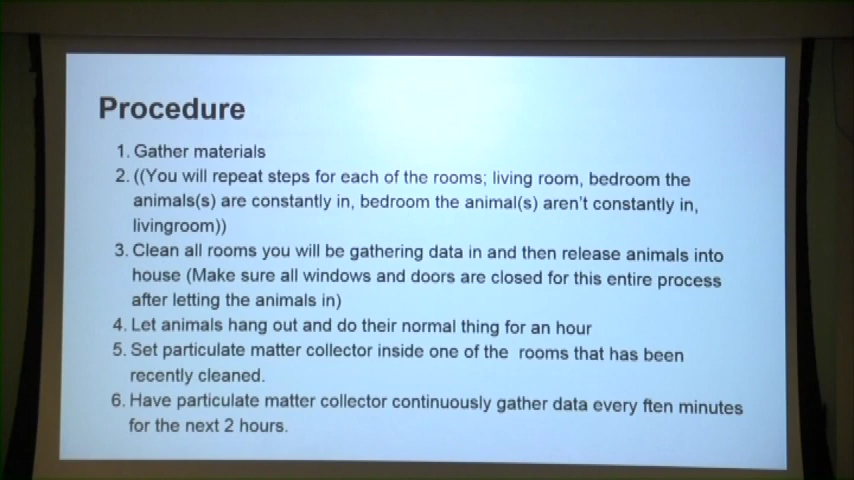 Procedure
1. Gather materials
2. ((You will repeat steps for each of the rooms; living room, bedroom the
animals(s) are constantly in, bedroom the animal(s) aren't constantly in,
livingroom))
3. Clean all rooms you will be gathering data in and then release animals into
house (Make sure all windows and doors are closed for this entire process
after letting the animals in)
4. Let animals hang out and do their normal thing for an hour
5. Set particulate matter collector inside one of the rooms that has been
recently cleaned.
6. Have particulate matter collector continuously gather data every ften minutes
for the next 2 hours.